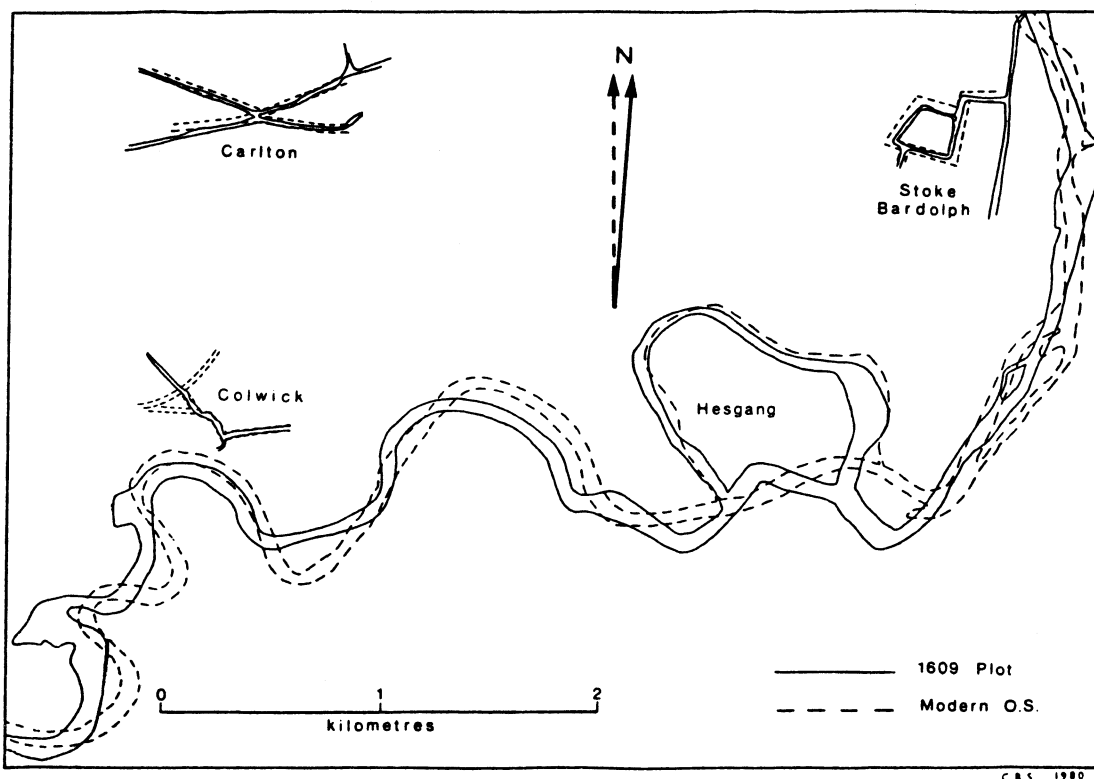 N
Carlton
Stoke
Bardolph
Colwick
Hesgang
1609 Plot
Modern O.S.
0 1 2
kilometres
C.B.S. 1980